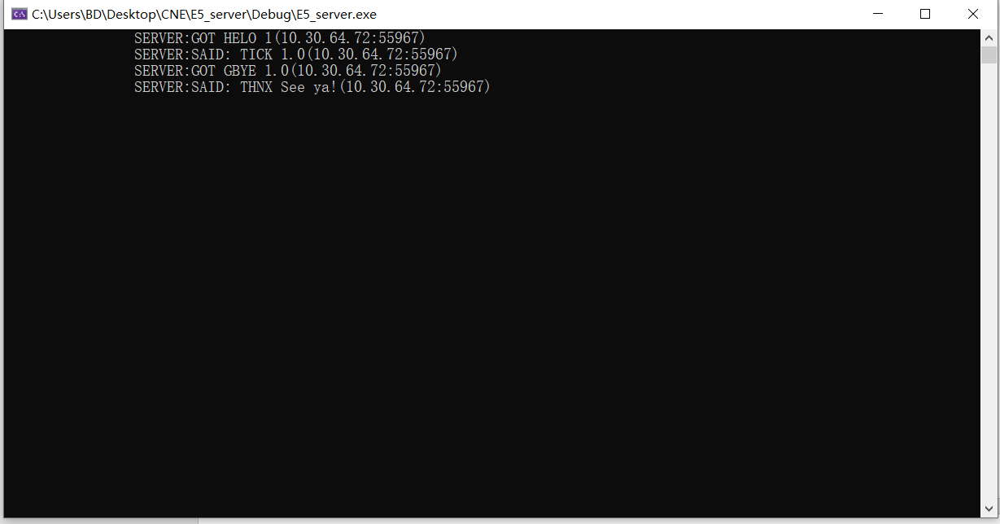 C:\Users\BD\Desktop\CNE\E5_server\Debug\E5_server.exe
SERVER:GOT HELO 1(10.30.64.72:55967)
SERVER:SAID: TICK 1.0(10.30.64.72:55967)
SERVER:GOT GBYE 1.0(10.30.64.72:55967)
SERVER:SAID: THNX See ya!(10.30.64.72:55967)